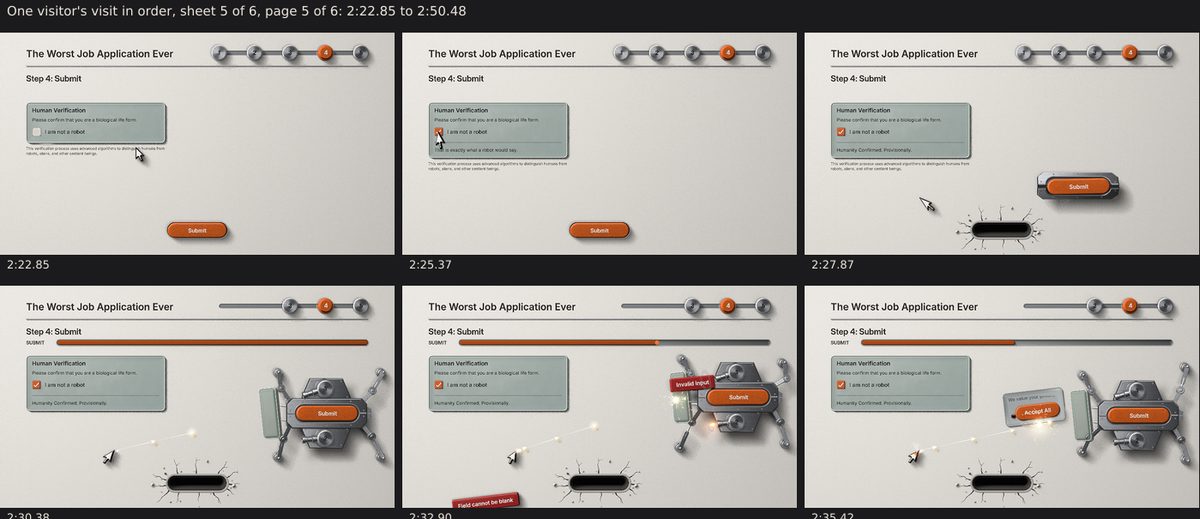 One visitor's visit in order, sheet 5 of 6, page 5 of 6: 2:22.85 to 2:50.48
The Worst Job Application Ever
4
Step 4: Submit
Human Verification
Please confirm that you are a biological life form.
I am not a robot
This verification process uses advanced algorithms to distinguish humans from
robots, aliens, and other sentient beings.
Submit
2:22.85
The Worst Job Application Ever
4
Step 4: Submit
Human Verification
Please confirm that you are a biological life form.
I am not a robot
is exactly what a robot would say.
This verification process uses advanced algorithms to distinguish humans from
robots, aliens, and other sentient beings.
Submit
2:25.37
The Worst Job Application Ever
4
Step 4: Submit
Human Verification
Please confirm that you are a biological life form.
I am not a robot
Humanity Confirmed. Provisionally.
This verification process uses advanced algorithms to distinguish humans from
robots, aliens, and other sentient beings.
Submit
2:27.87
The Worst Job Application Ever
4
Step 4: Submit
SUBMIT
Human Verification
Please confirm that you are a biological life form.
I am not a robot
Humanity Confirmed. Provisionally.
Submit
2:30.38
The Worst Job Application Ever
4
Step 4: Submit
SUBMIT
Human Verification
Please confirm that you are a biological life form.
I am not a robot
Humanity Confirmed. Provisionally.
Invalid input
Submit
Field cannot be blank
2:32.90
The Worst Job Application Ever
4
Step 4: Submit
SUBMIT
Human Verification
Please confirm that you are a biological life form.
I am not a robot
Humanity Confirmed. Provisionally.
We value your
Accept All
Submit
2:35.42